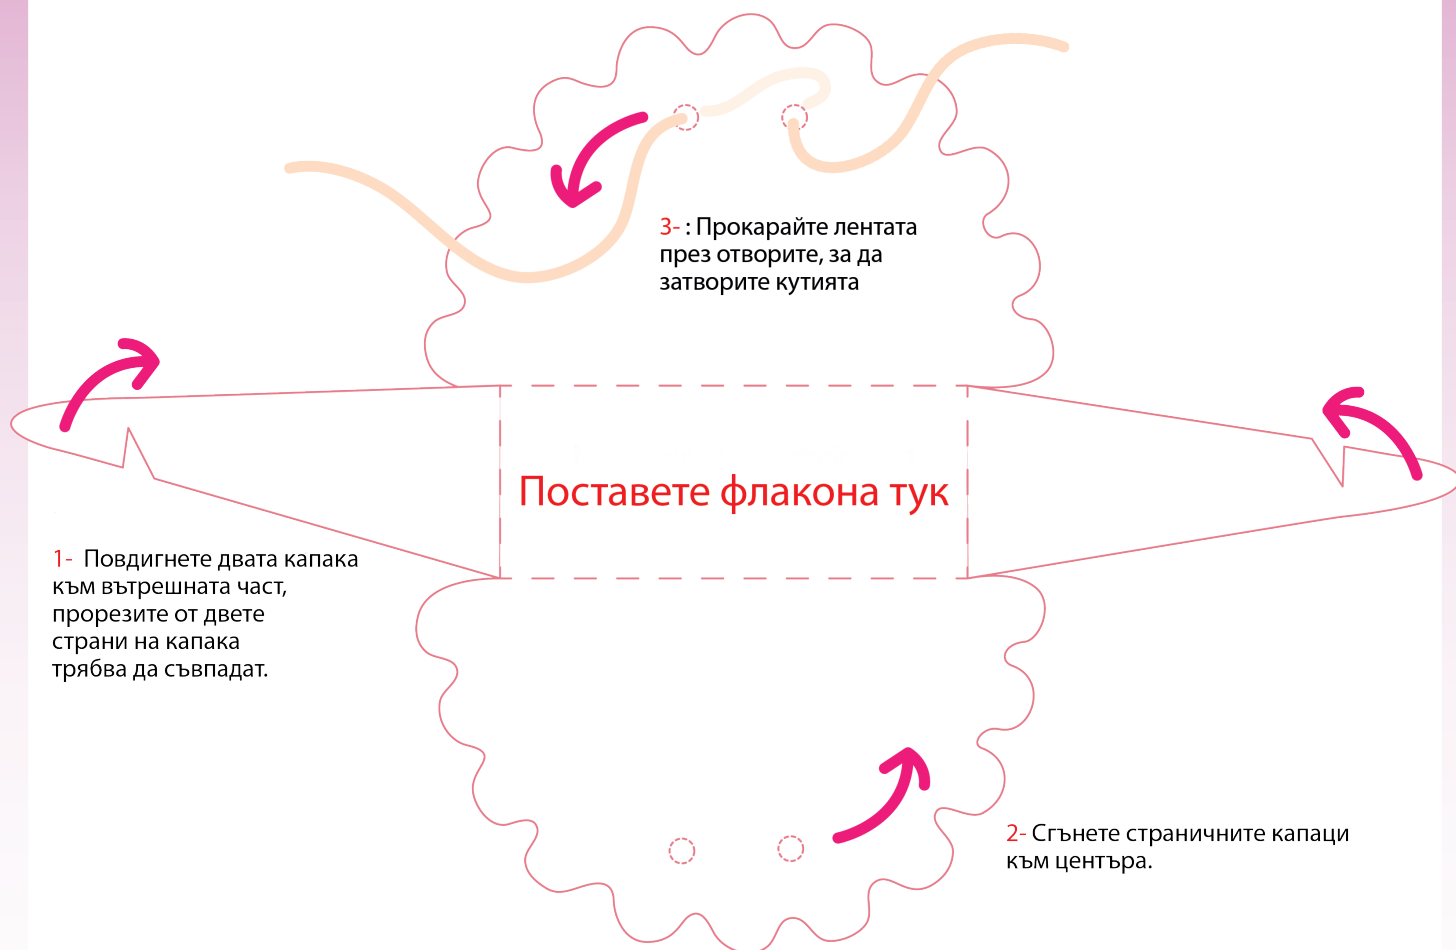 3- : Прокарайте лентата
през отворите, за да
затворите кутията
Поставете флакона тук
1- Повдигнете двата капака
към вътрешната част,
прорезите от двете
страни на капака
трябва да съвпадат.
2- Сгънете страничните капаци
към центъра.